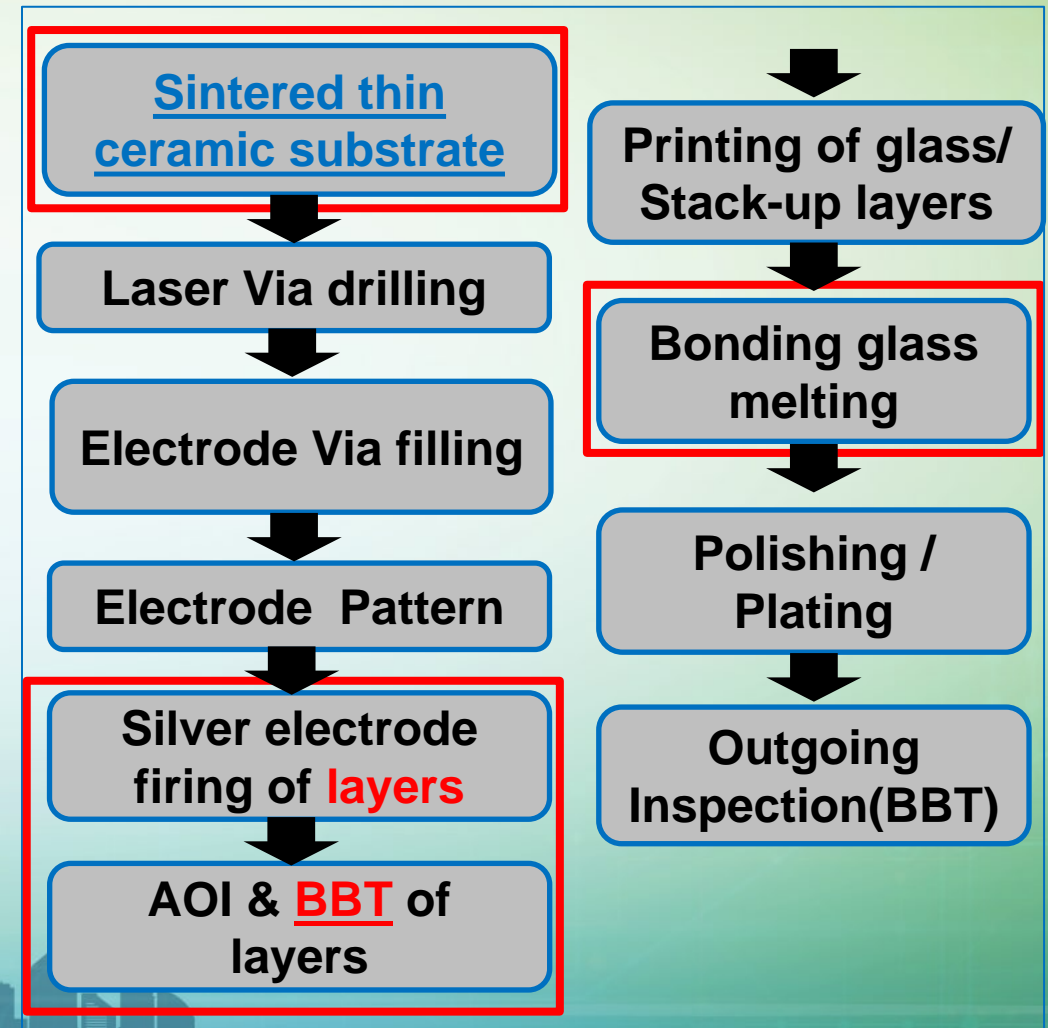 Sintered thin
ceramic substrate
Laser Via drilling
Electrode Via filling
Electrode Pattern
Silver electrode
firing of layers
AOI & BBT of
layers
Printing of glass/
Stack-up layers
Bonding glass
melting
Polishing /
Plating
Outgoing
Inspection(BBT)